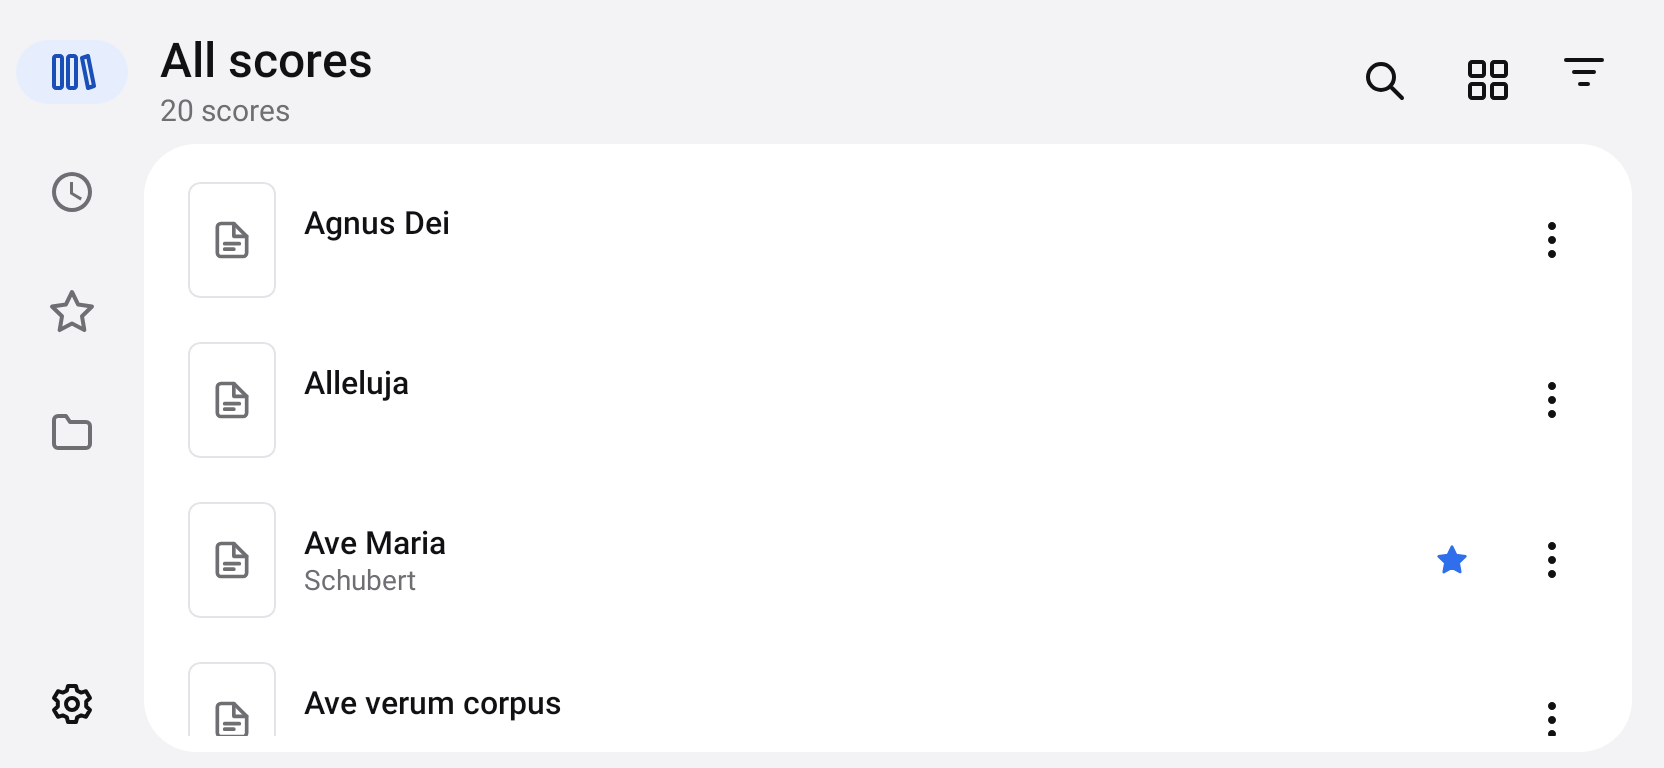 All scores
20 scores
Agnus Dei
Alleluja
Ave Maria
Schubert
Ave verum corpus